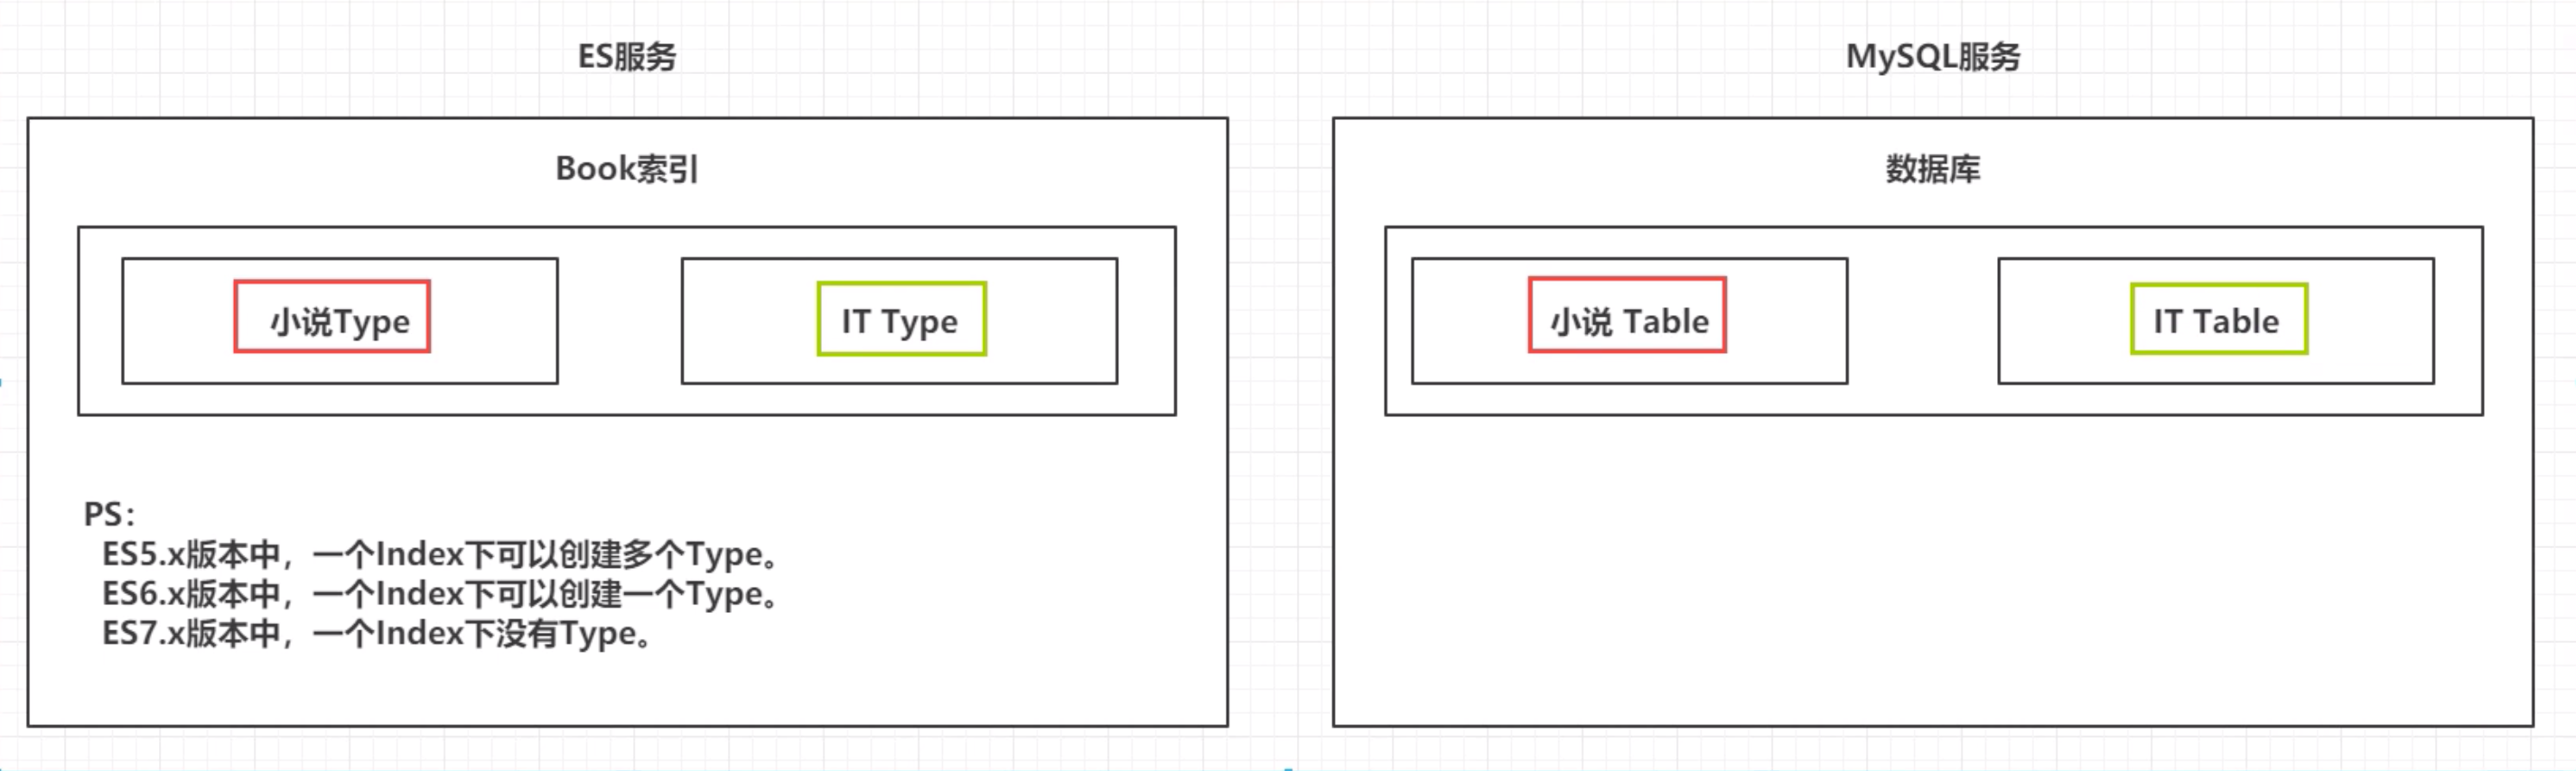 ES服务
Book索引
小说Type
IT Type
PS：
ES5.x版本中，一个Index下可以创建多个Type。
ES6.x版本中，一个Index下可以创建一个Type。
ES7.x版本中，一个Index下没有Type。
MySQL服务
数据库
小说 Table
IT Table